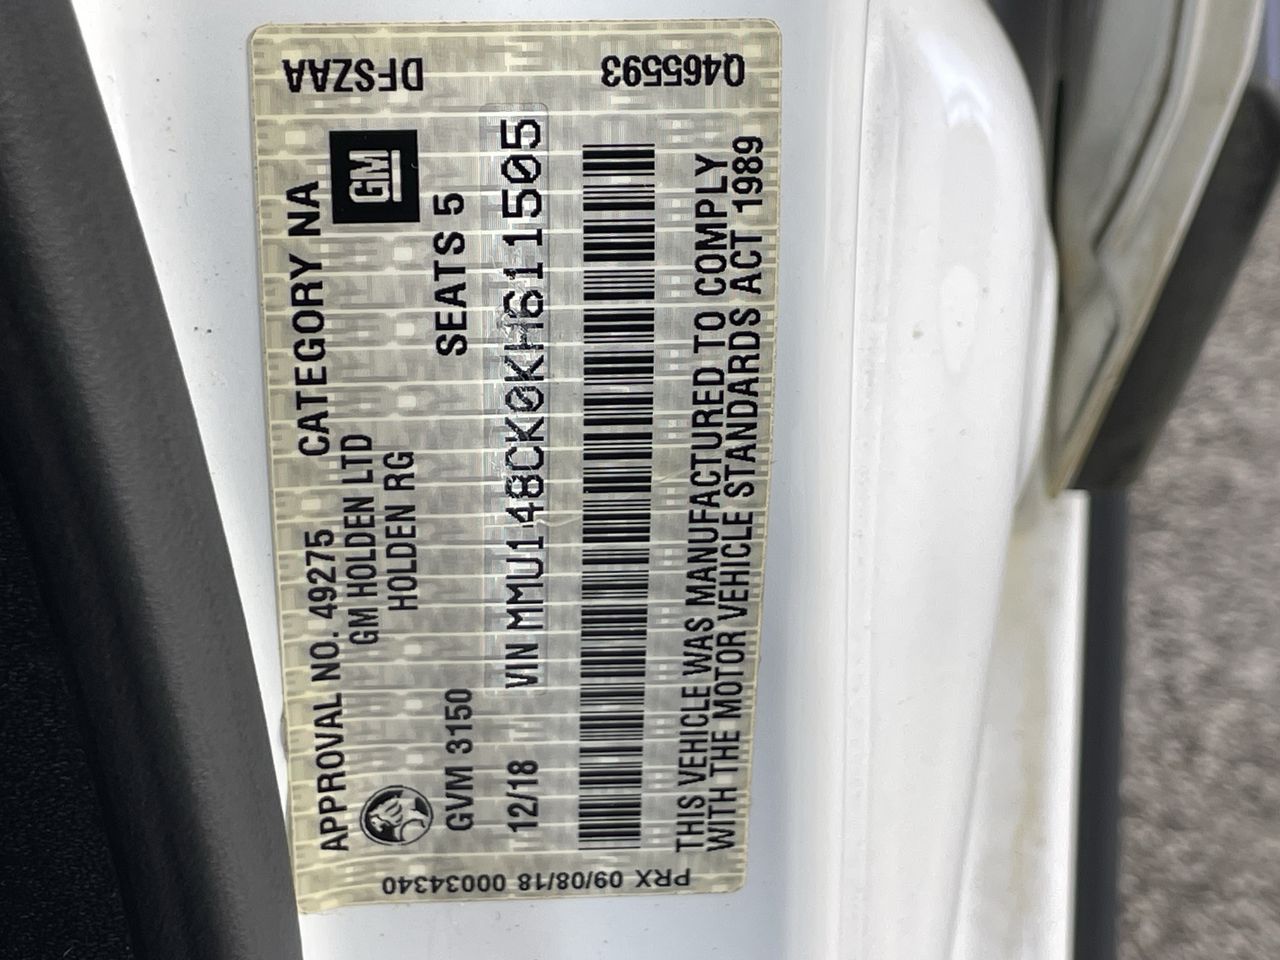 APPROVAL NO. 49275 CATEGORY NA
GM HOLDEN LTD
HOLDEN RG
GM
GVM 3150 SEATS 5
12/18 VIN MMU148CK0KH611505
THIS VEHICLE WAS MANUFACTURED TO COMPLY
WITH THE MOTOR VEHICLE STANDARDS ACT 1989
DFSZAA
Q465593
PRX 09/08/18 000034340